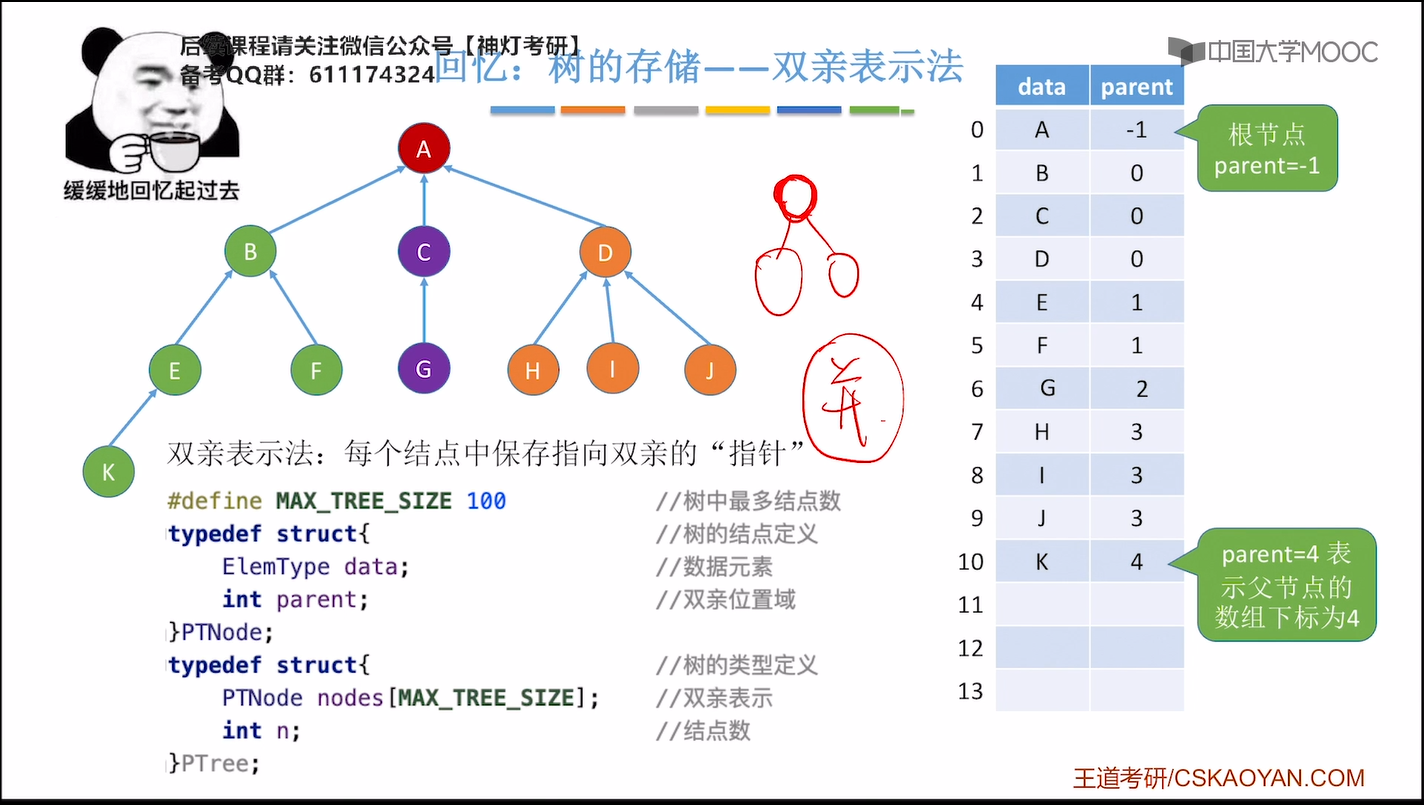 后续课程请关注微信公众号【神灯考研】
备考QQ群：611174324
回忆：树的存储——双亲表示法
中国大学MOOC
缓缓地回忆起过去
A
B
C
D
E
F
G
H
I
J
K
并
双亲表示法：每个结点中保存指向双亲的“指针”
#define MAX_TREE_SIZE 100 //树中最多结点数
typedef struct{ //树的结点定义
ElemType data; //数据元素
int parent; //双亲位置域
}PTNode;
typedef struct{ //树的类型定义
PTNode nodes[MAX_TREE_SIZE]; //双亲表示
int n; //结点数
}PTree;
data parent
0 A -1
1 B 0
2 C 0
3 D 0
4 E 1
5 F 1
6 G 2
7 H 3
8 I 3
9 J 3
10 K 4
11
12
13
根节点
parent=-1
parent=4 表
示父节点的
数组下标为4
王道考研/CSKAOYAN.COM